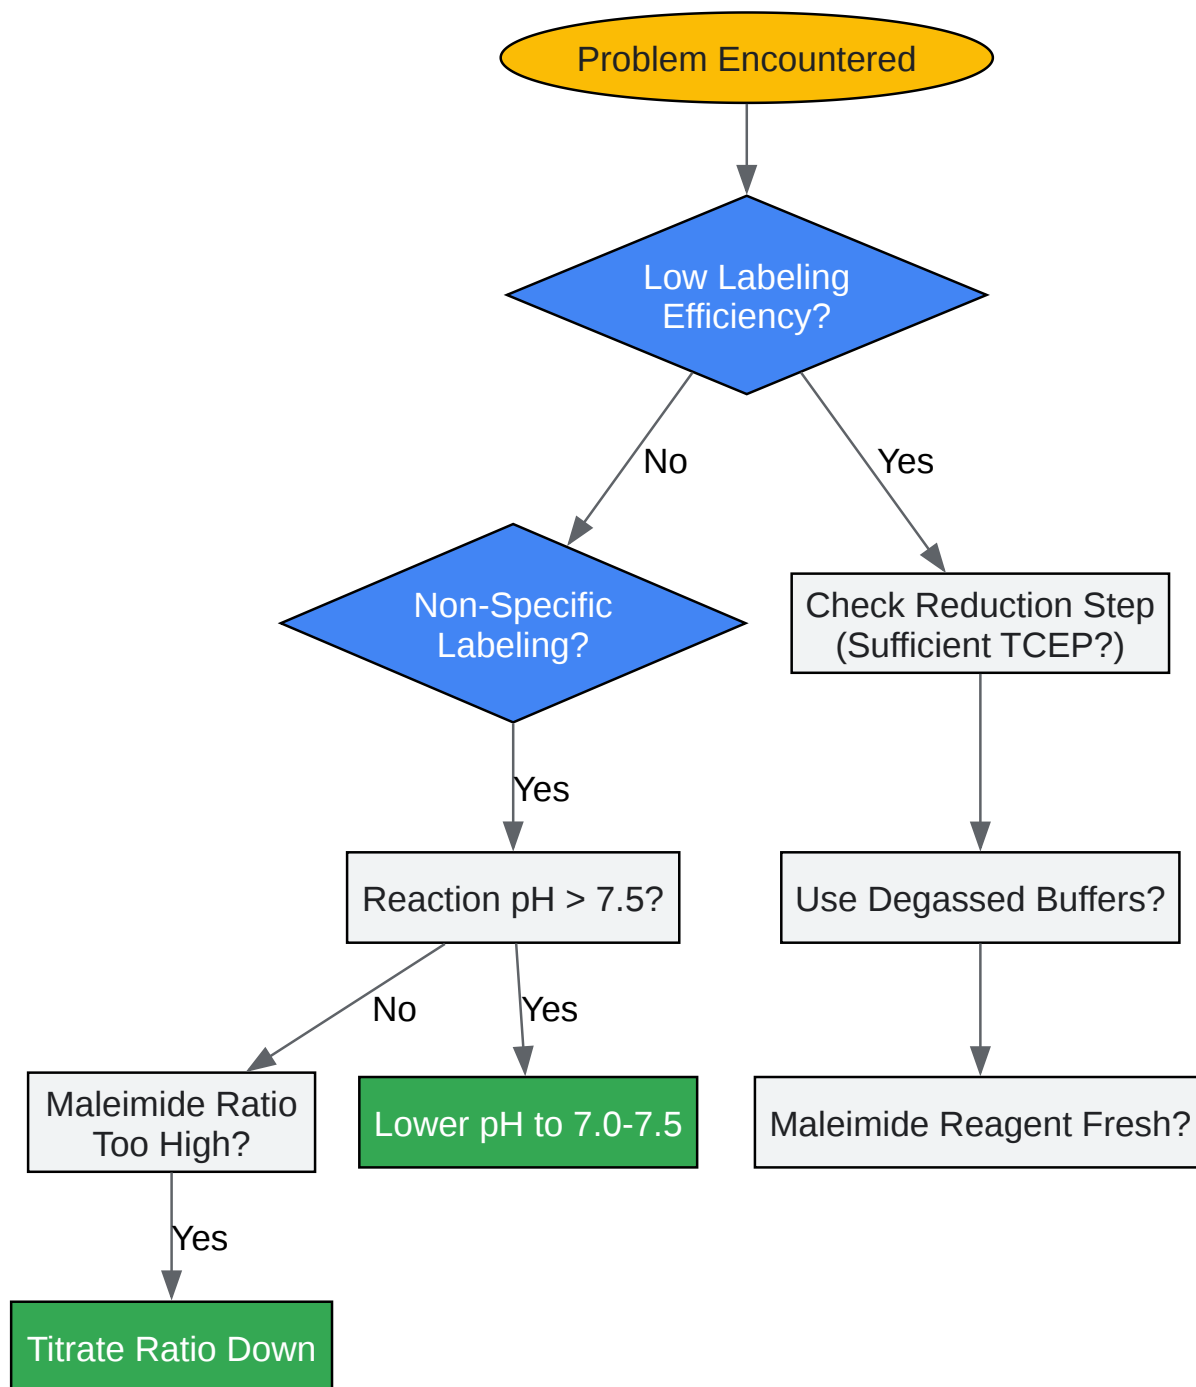 Problem Encountered
Low Labeling
Efficiency?
No
Yes
Non-Specific
Labeling?
Check Reduction Step
(Sufficient TCEP?)
Yes
Reaction pH > 7.5?
Use Degassed Buffers?
No
Yes
Maleimide Ratio
Too High?
Lower pH to 7.0-7.5
Maleimide Reagent Fresh?
Yes
Titrate Ratio Down